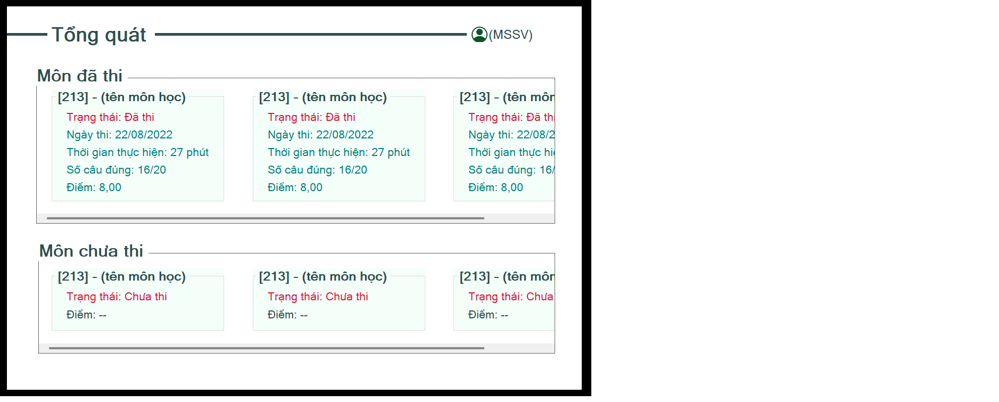 Tổng quát
(MSSV)
Môn đã thi
[213] - (tên môn học)
Trạng thái: Đã thi
Ngày thi: 22/08/2022
Thời gian thực hiện: 27 phút
Số câu đúng: 16/20
Điểm: 8,00
[213] - (tên môn học)
Trạng thái: Đã thi
Ngày thi: 22/08/2022
Thời gian thực hiện: 27 phút
Số câu đúng: 16/20
Điểm: 8,00
[213] - (tên môn
Trạng thái: Đã thi
Ngày thi: 22/08/2
Thời gian thực
Số câu đúng: 16/
Điểm: 8,00
Môn chưa thi
[213] - (tên môn học)
Trạng thái: Chưa thi
Điểm: --
[213] - (tên môn học)
Trạng thái: Chưa thi
Điểm: --
[213] - (tên môn
Trạng thái: Chưa
Điểm: --